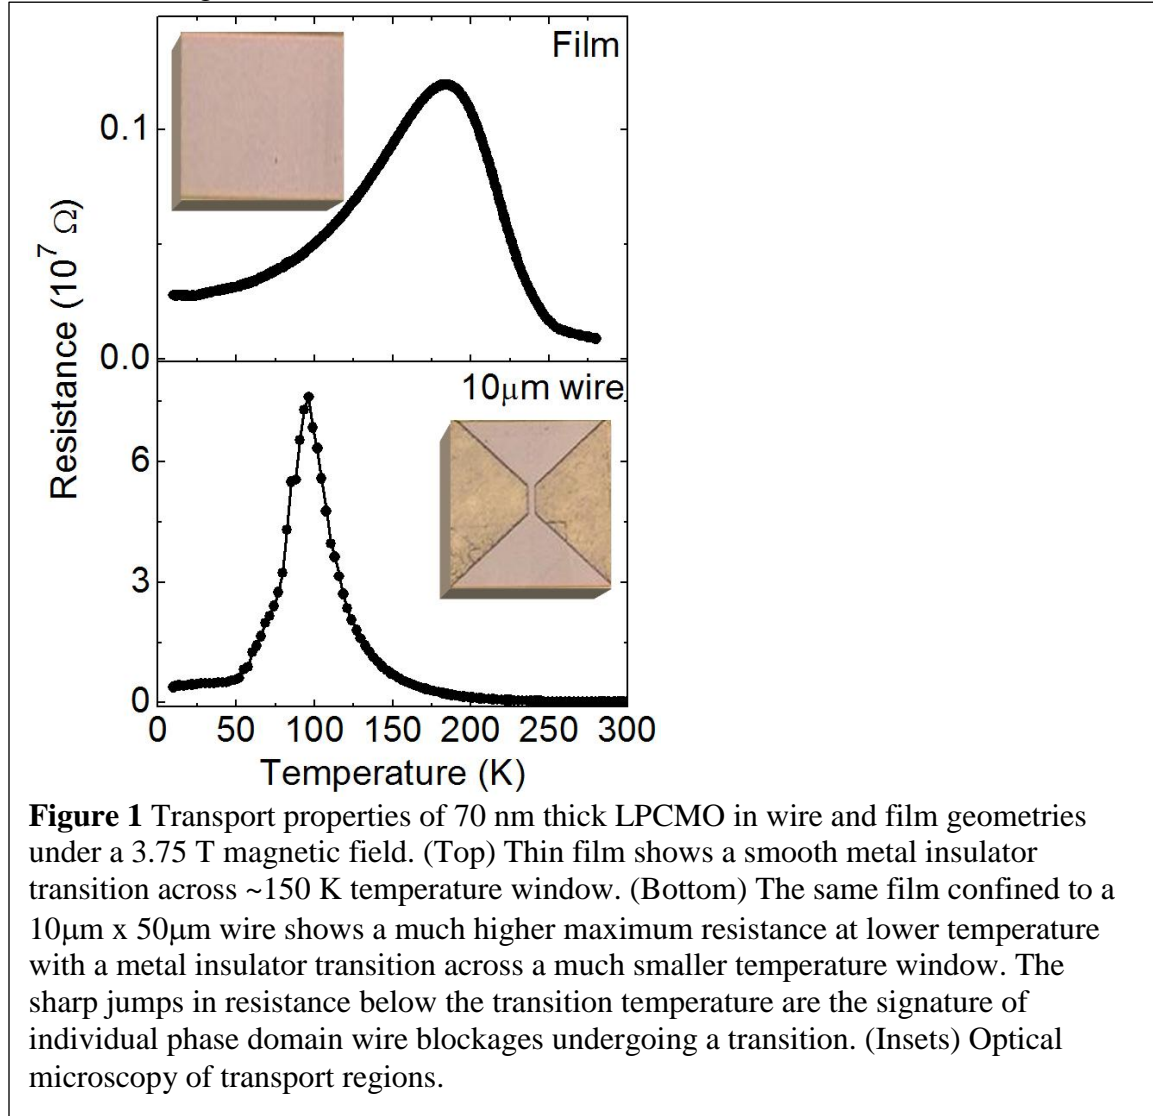 Film
0.1
0.0
Resistance (10⁷ Ω)
10μm wire
6
3
0
0 50 100 150 200 250 300
Temperature (K)
Figure 1 Transport properties of 70 nm thick LPCMO in wire and film geometries
under a 3.75 T magnetic field. (Top) Thin film shows a smooth metal insulator
transition across ~150 K temperature window. (Bottom) The same film confined to a
10μm x 50μm wire shows a much higher maximum resistance at lower temperature
with a metal insulator transition across a much smaller temperature window. The
sharp jumps in resistance below the transition temperature are the signature of
individual phase domain wire blockages undergoing a transition. (Insets) Optical
microscopy of transport regions.